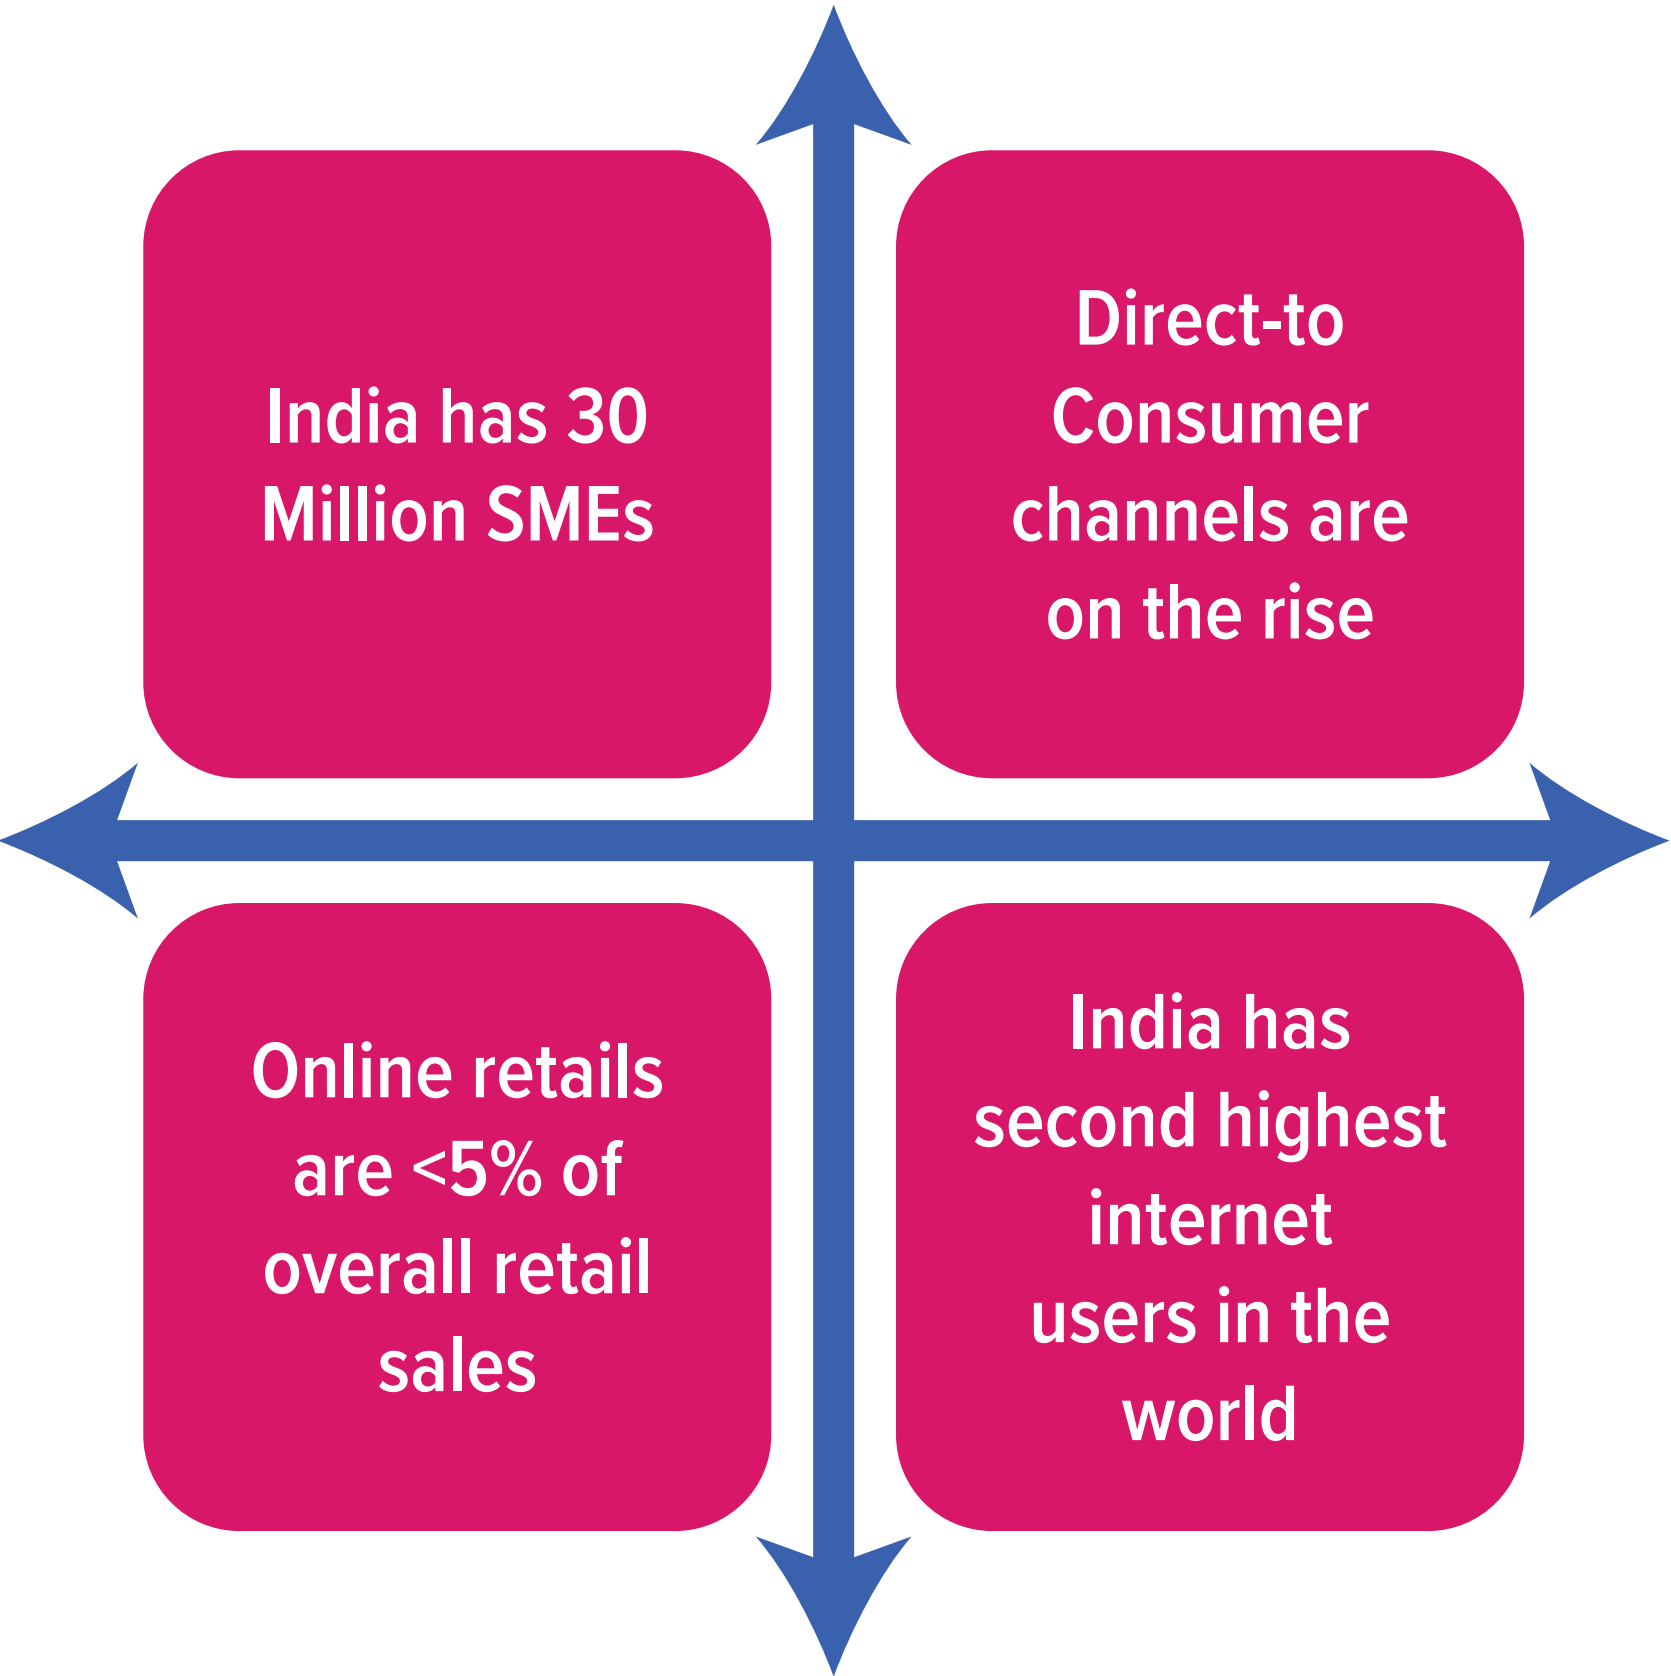 India has 30
Million SMEs
Direct-to
Consumer
channels are
on the rise
Online retails
are <5% of
overall retail
sales
India has
second highest
internet
users in the
world